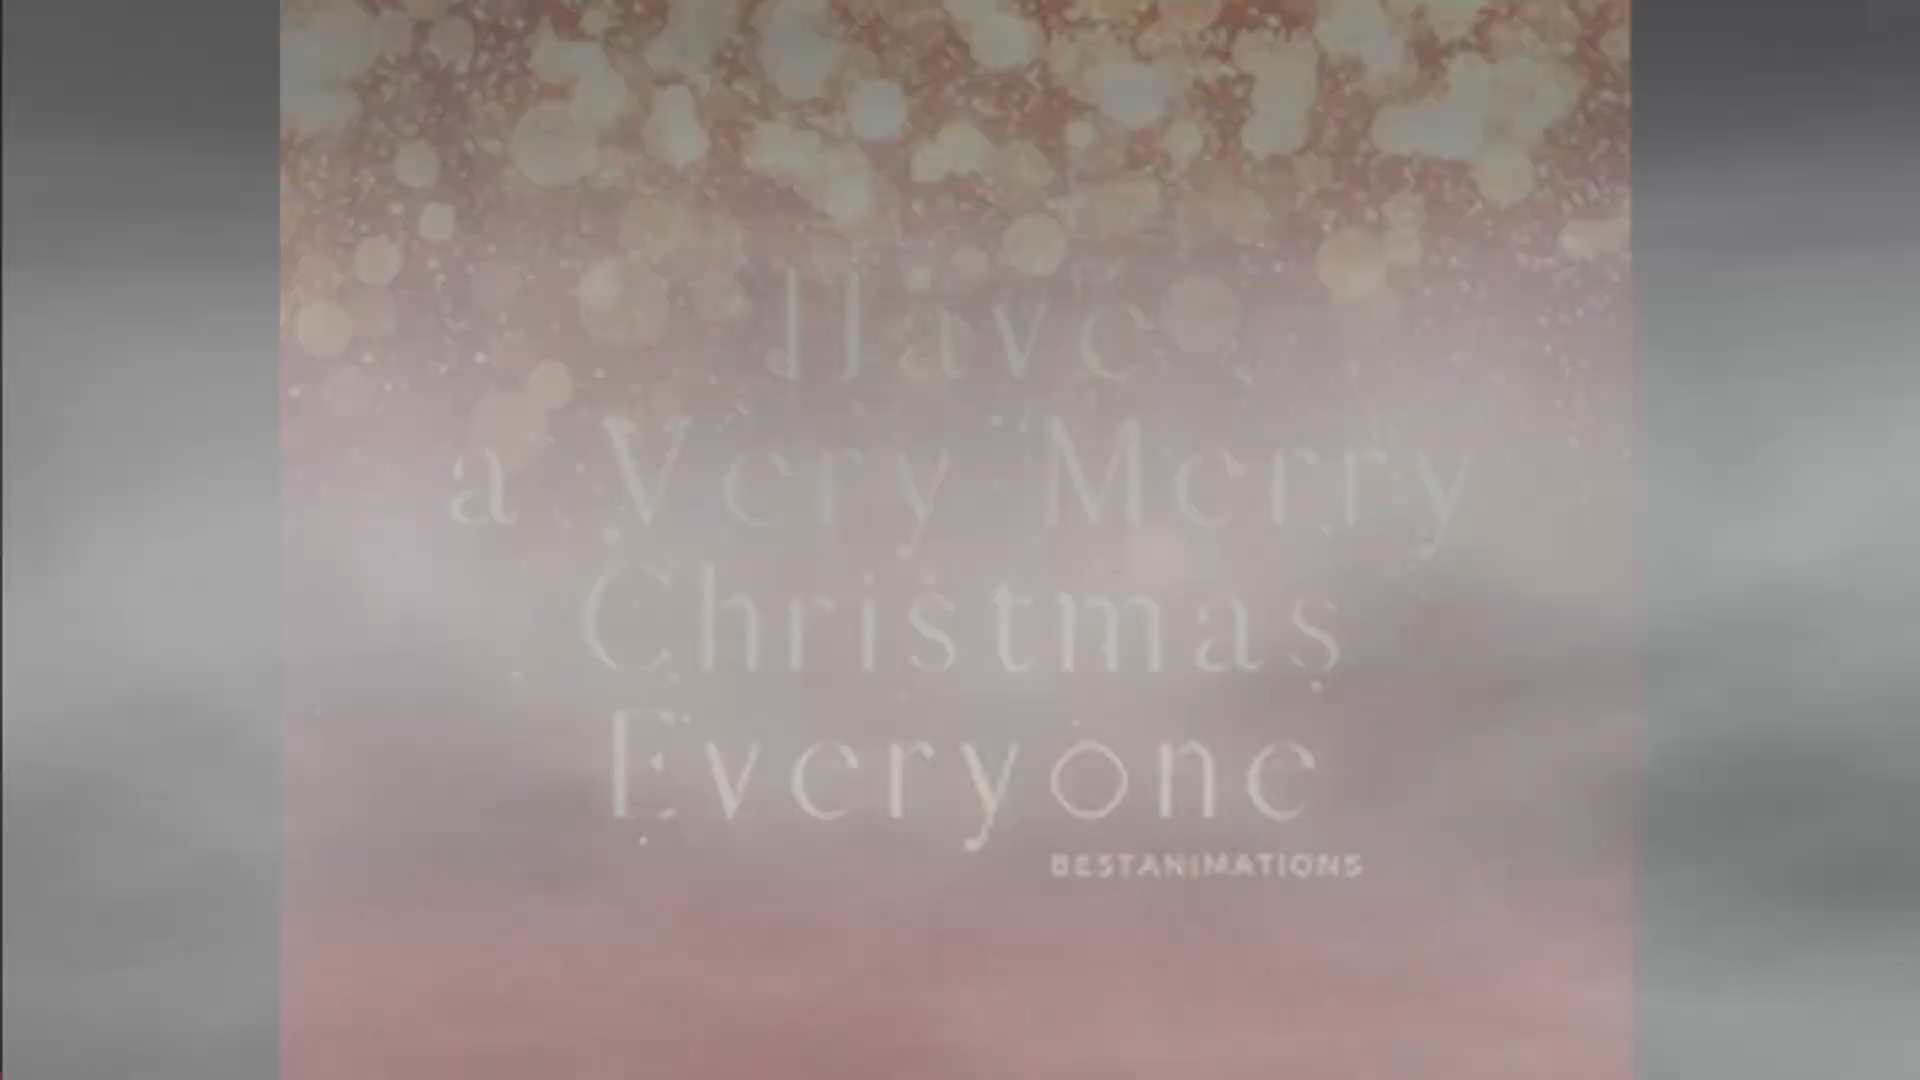 Have
a Very Merry
Christmas
Everyone
BESTANIMATIONS